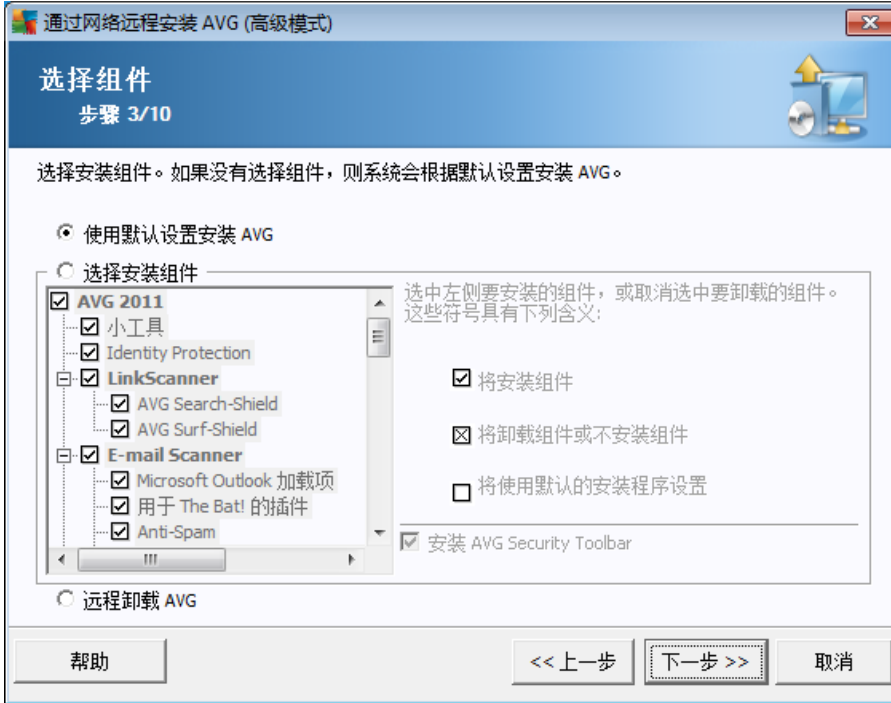 通过网络远程安装 AVG (高级模式)
选择组件
步骤 3/10
选择安装组件。如果没有选择组件，则系统会根据默认设置安装 AVG。
使用默认设置安装 AVG
选择安装组件
AVG 2011
小工具
Identity Protection
LinkScanner
AVG Search-Shield
AVG Surf-Shield
E-mail Scanner
Microsoft Outlook 加载项
用于 The Bat! 的插件
Anti-Spam
选中左侧要安装的组件，或取消选中要卸载的组件。
这些符号具有下列含义:
将安装组件
将卸载组件或不安装组件
将使用默认的安装程序设置
安装 AVG Security Toolbar
远程卸载 AVG
帮助
<< 上一步
下一步 >>
取消